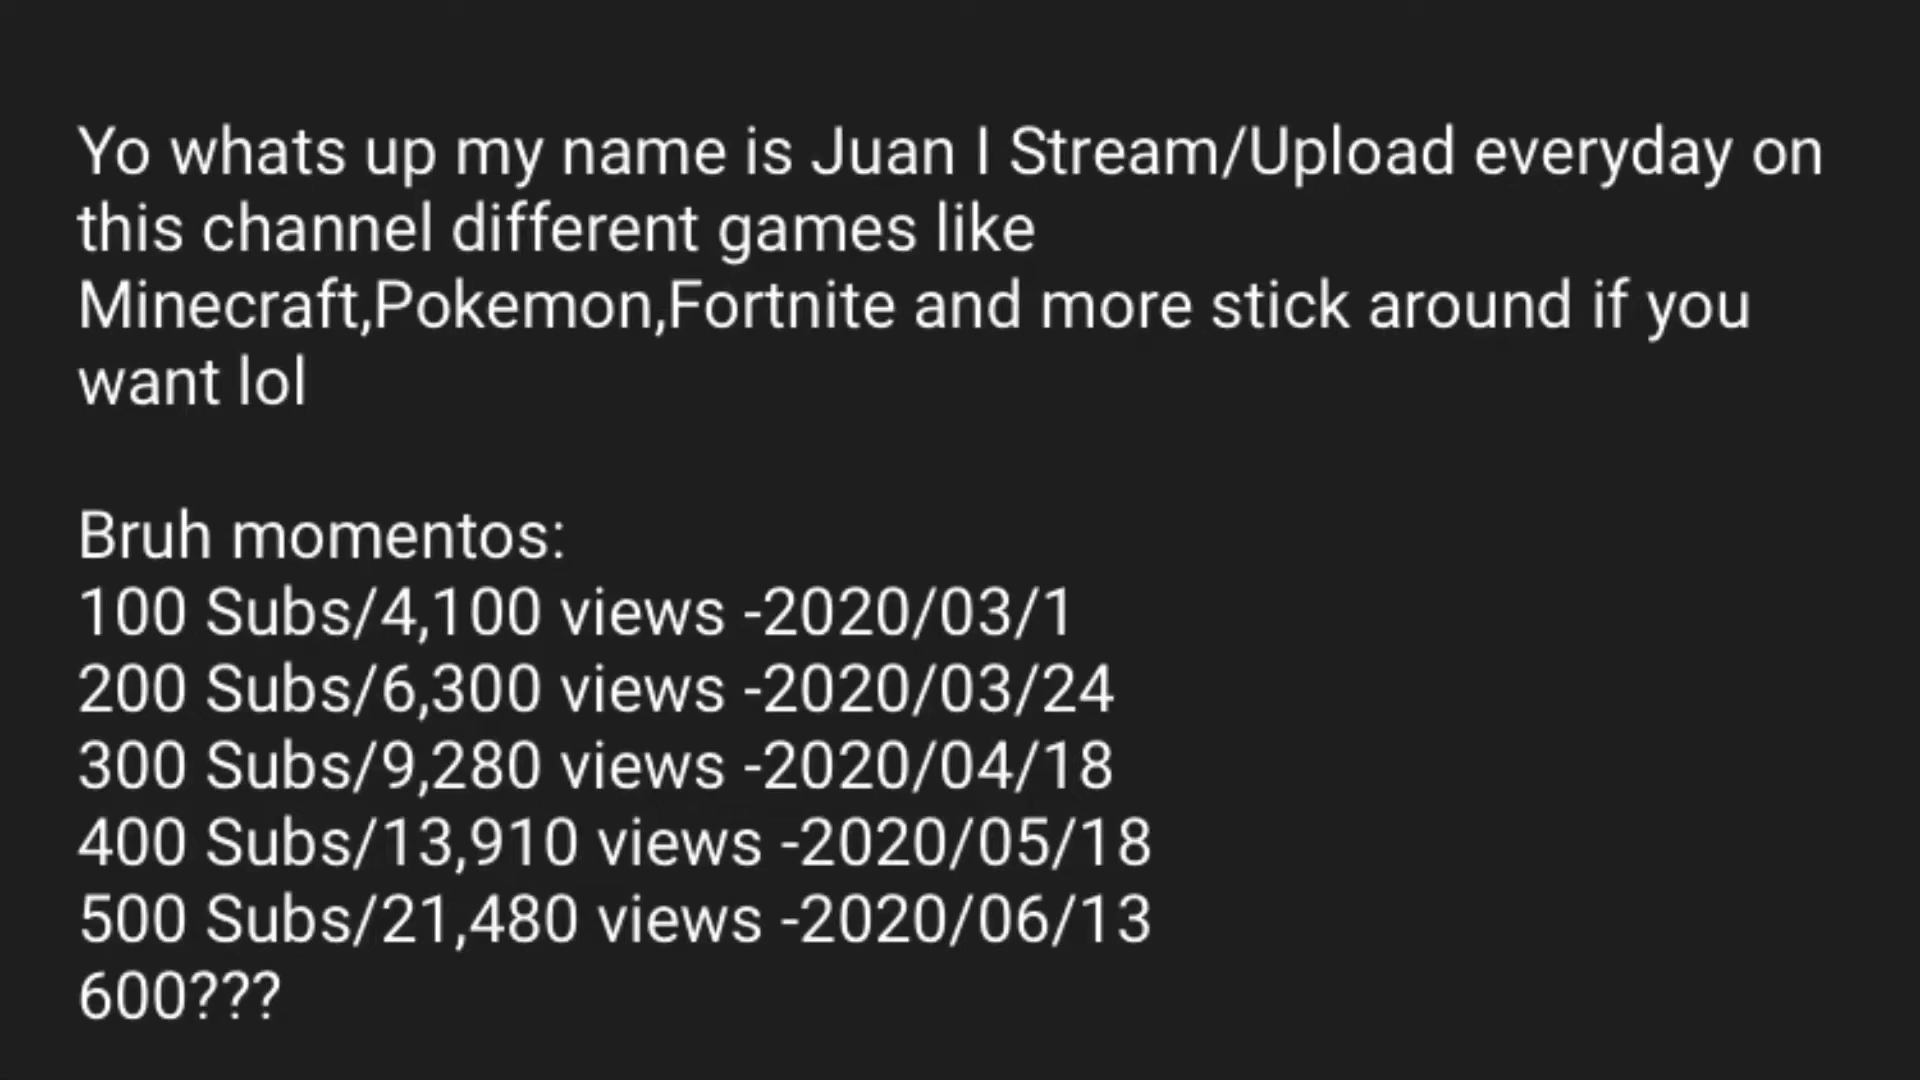 Yo whats up my name is Juan I Stream/Upload everyday on
this channel different games like
Minecraft,Pokemon,Fortnite and more stick around if you
want lol
Bruh momentos:
100 Subs/4,100 views -2020/03/1
200 Subs/6,300 views -2020/03/24
300 Subs/9,280 views -2020/04/18
400 Subs/13,910 views -2020/05/18
500 Subs/21,480 views -2020/06/13
600???